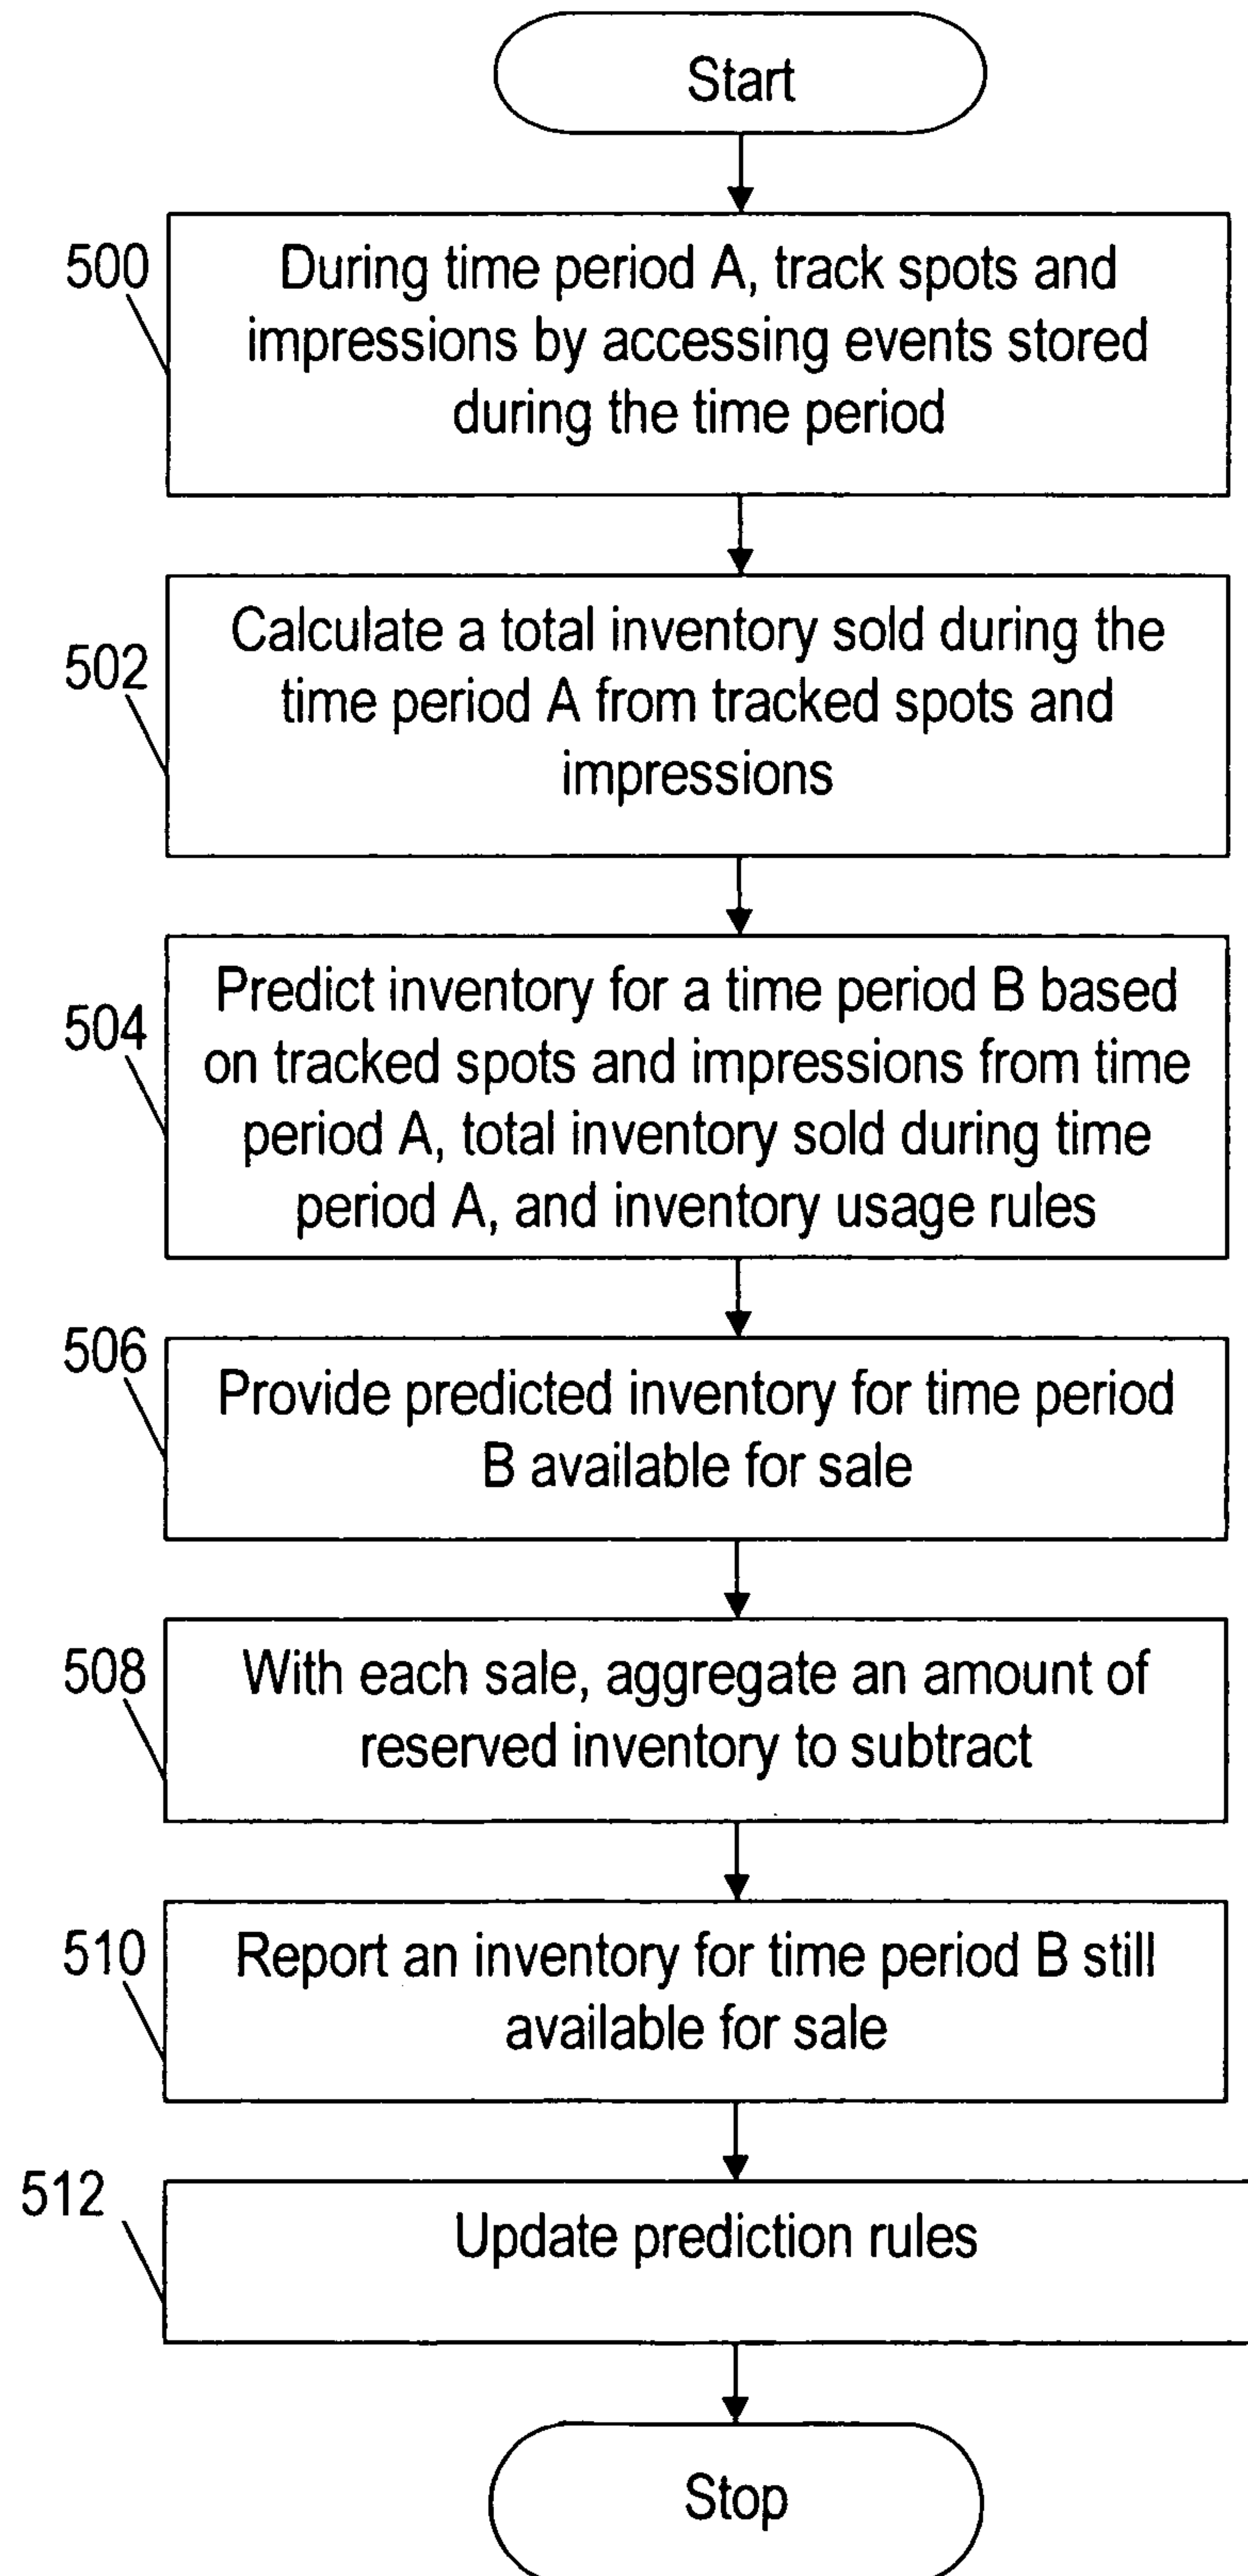 Start
500
During time period A, track spots and
impressions by accessing events stored
during the time period
502
Calculate a total inventory sold during the
time period A from tracked spots and
impressions
504
Predict inventory for a time period B based
on tracked spots and impressions from time
period A, total inventory sold during time
period A, and inventory usage rules
506
Provide predicted inventory for time period
B available for sale
508
With each sale, aggregate an amount of
reserved inventory to subtract
510
Report an inventory for time period B still
available for sale
512
Update prediction rules
Stop